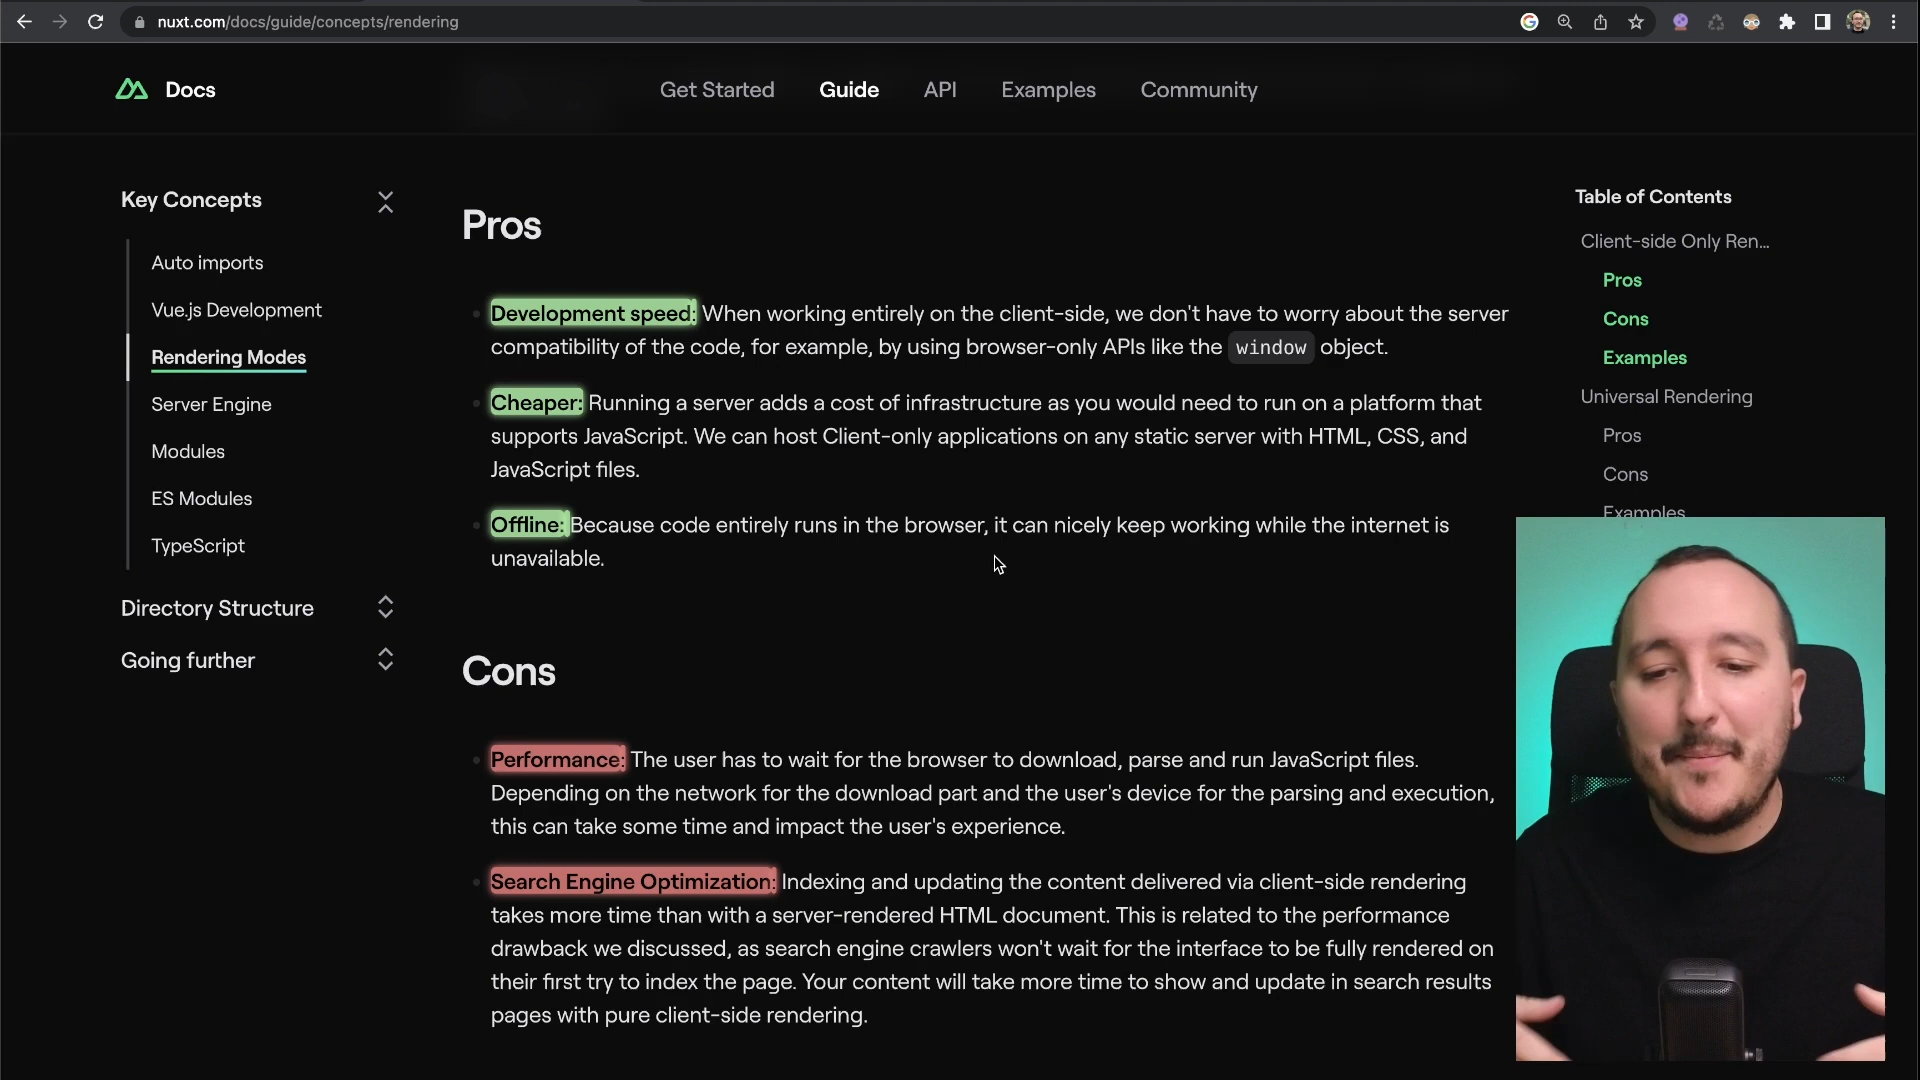 nuxt.com/docs/guide/concepts/rendering
Docs
Get Started
Guide
API
Examples
Community
Key Concepts
Auto imports
Vue.js Development
Rendering Modes
Server Engine
Modules
ES Modules
TypeScript
Directory Structure
Going further
Pros
Development speed: When working entirely on the client-side, we don't have to worry about the server
compatibility of the code, for example, by using browser-only APIs like the window object.
Cheaper: Running a server adds a cost of infrastructure as you would need to run on a platform that
supports JavaScript. We can host Client-only applications on any static server with HTML, CSS, and
JavaScript files.
Offline: Because code entirely runs in the browser, it can nicely keep working while the internet is
unavailable.
Cons
Performance: The user has to wait for the browser to download, parse and run JavaScript files.
Depending on the network for the download part and the user's device for the parsing and execution,
this can take some time and impact the user's experience.
Search Engine Optimization: Indexing and updating the content delivered via client-side rendering
takes more time than with a server-rendered HTML document. This is related to the performance
drawback we discussed, as search engine crawlers won't wait for the interface to be fully rendered on
their first try to index the page. Your content will take more time to show and update in search results
pages with pure client-side rendering.
Table of Contents
Client-side Only Ren...
Pros
Cons
Examples
Universal Rendering
Pros
Cons
Examples